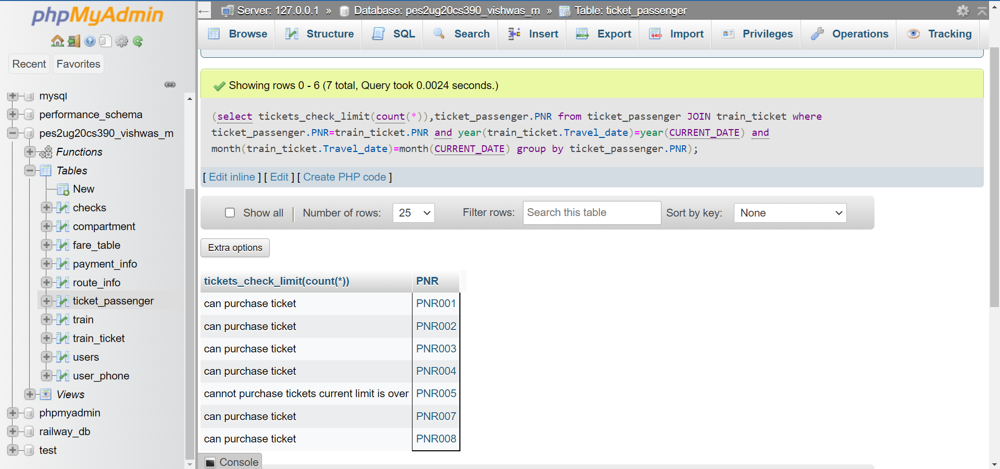 phpMyAdmin
Recent
Favorites
mysql
performance_schema
pes2ug20cs390_vishwas_m
Functions
Tables
New
checks
compartment
fare_table
payment_info
route_info
ticket_passenger
train
train_ticket
users
user_phone
Views
phpmyadmin
railway_db
test
Server: 127.0.0.1 » Database: pes2ug20cs390_vishwas_m » Table: ticket_passenger
Browse Structure SQL Search Insert Export Import Privileges Operations Tracking
Showing rows 0 - 6 (7 total, Query took 0.0024 seconds.)
(select tickets_check_limit(count(*)),ticket_passenger.PNR from ticket_passenger JOIN train_ticket where
ticket_passenger.PNR=train_ticket.PNR and year(train_ticket.Travel_date)=year(CURRENT_DATE) and
month(train_ticket.Travel_date)=month(CURRENT_DATE) group by ticket_passenger.PNR);
[ Edit inline ] [ Edit ] [ Create PHP code ]
Show all | Number of rows: 25 Filter rows: Search this table Sort by key: None
Extra options
tickets_check_limit(count(*)) PNR
can purchase ticket PNR001
can purchase ticket PNR002
can purchase ticket PNR003
can purchase ticket PNR004
cannot purchase tickets current limit is over PNR005
can purchase ticket PNR007
can purchase ticket PNR008
Console